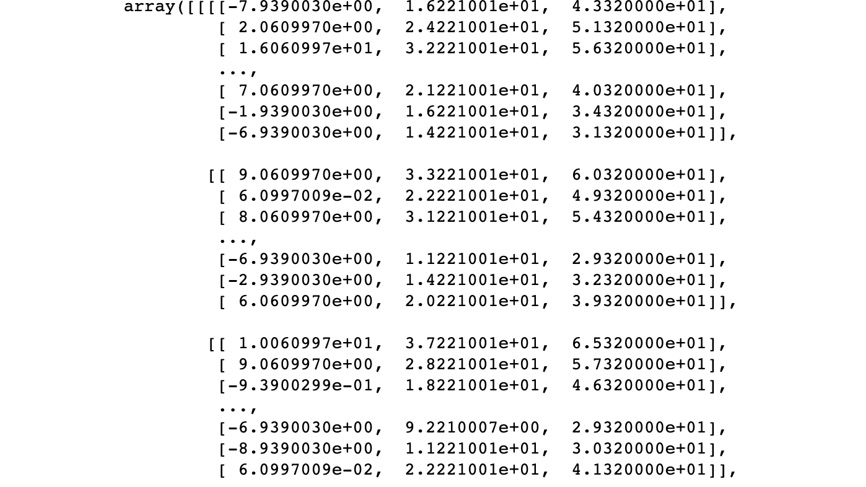 array([[[[-7.9390030e+00, 1.6221001e+01, 4.3320000e+01],
[ 2.0609970e+00, 2.4221001e+01, 5.1320000e+01],
[ 1.6060997e+01, 3.2221001e+01, 5.6320000e+01],
...,
[ 7.0609970e+00, 2.1221001e+01, 4.0320000e+01],
[-1.9390030e+00, 1.6221001e+01, 3.4320000e+01],
[-6.9390030e+00, 1.4221001e+01, 3.1320000e+01]],
[[ 9.0609970e+00, 3.3221001e+01, 6.0320000e+01],
[ 6.0997009e-02, 2.2221001e+01, 4.9320000e+01],
[ 8.0609970e+00, 3.1221001e+01, 5.4320000e+01],
...,
[-6.9390030e+00, 1.1221001e+01, 2.9320000e+01],
[-2.9390030e+00, 1.4221001e+01, 3.2320000e+01],
[ 6.0609970e+00, 2.0221001e+01, 3.9320000e+01]],
[[ 1.0060997e+01, 3.7221001e+01, 6.5320000e+01],
[ 9.0609970e+00, 2.8221001e+01, 5.7320000e+01],
[-9.3900299e-01, 1.8221001e+01, 4.6320000e+01],
...,
[-6.9390030e+00, 9.2210007e+00, 2.9320000e+01],
[-8.9390030e+00, 1.1221001e+01, 3.0320000e+01],
[ 6.0997009e-02, 2.2221001e+01, 4.1320000e+01]],